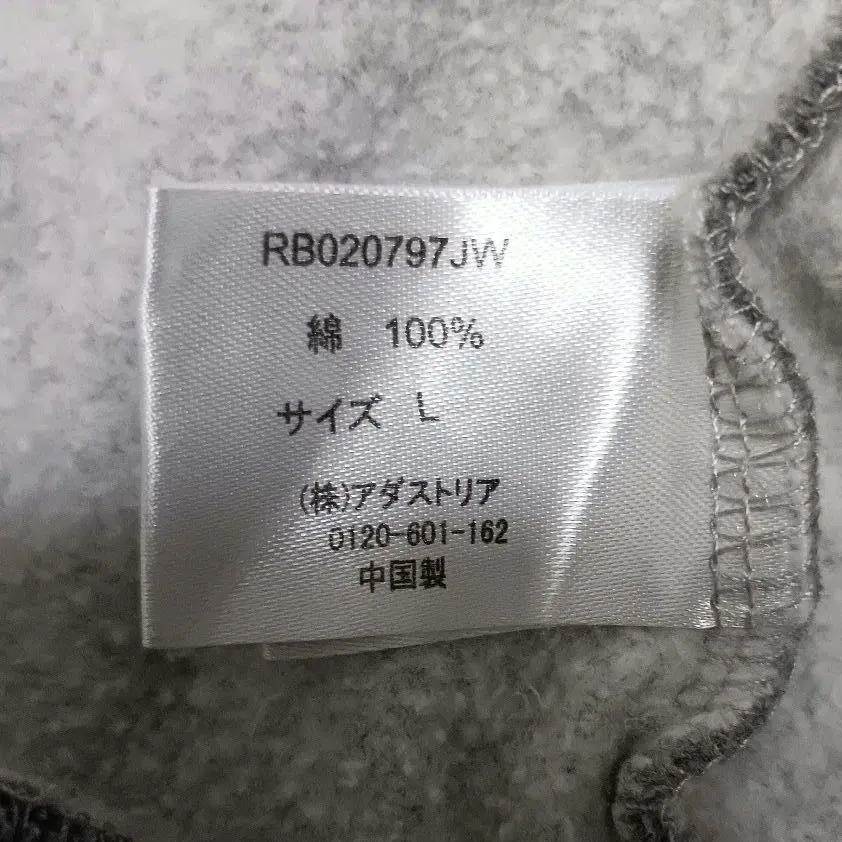 RB020797JW
綿 100%
サイズ L
(株)アダストリア
0120-601-162
中国製